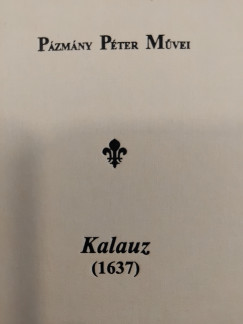 Pázmány Péter Művei
Kalauz
(1637)